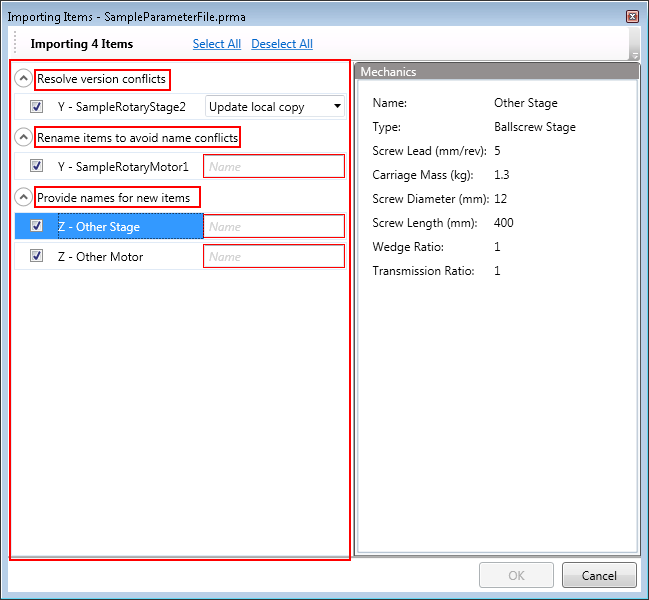 Importing Items - SampleParameterFile.prma
Importing 4 Items Select All Deselect All
Resolve version conflicts
Y - SampleRotaryStage2 Update local copy
Rename items to avoid name conflicts
Y - SampleRotaryMotor1 Name
Provide names for new items
Z - Other Stage Name
Z - Other Motor Name
Mechanics
Name: Other Stage
Type: Ballscrew Stage
Screw Lead (mm/rev): 5
Carriage Mass (kg): 1.3
Screw Diameter (mm): 12
Screw Length (mm): 400
Wedge Ratio: 1
Transmission Ratio: 1
OK Cancel